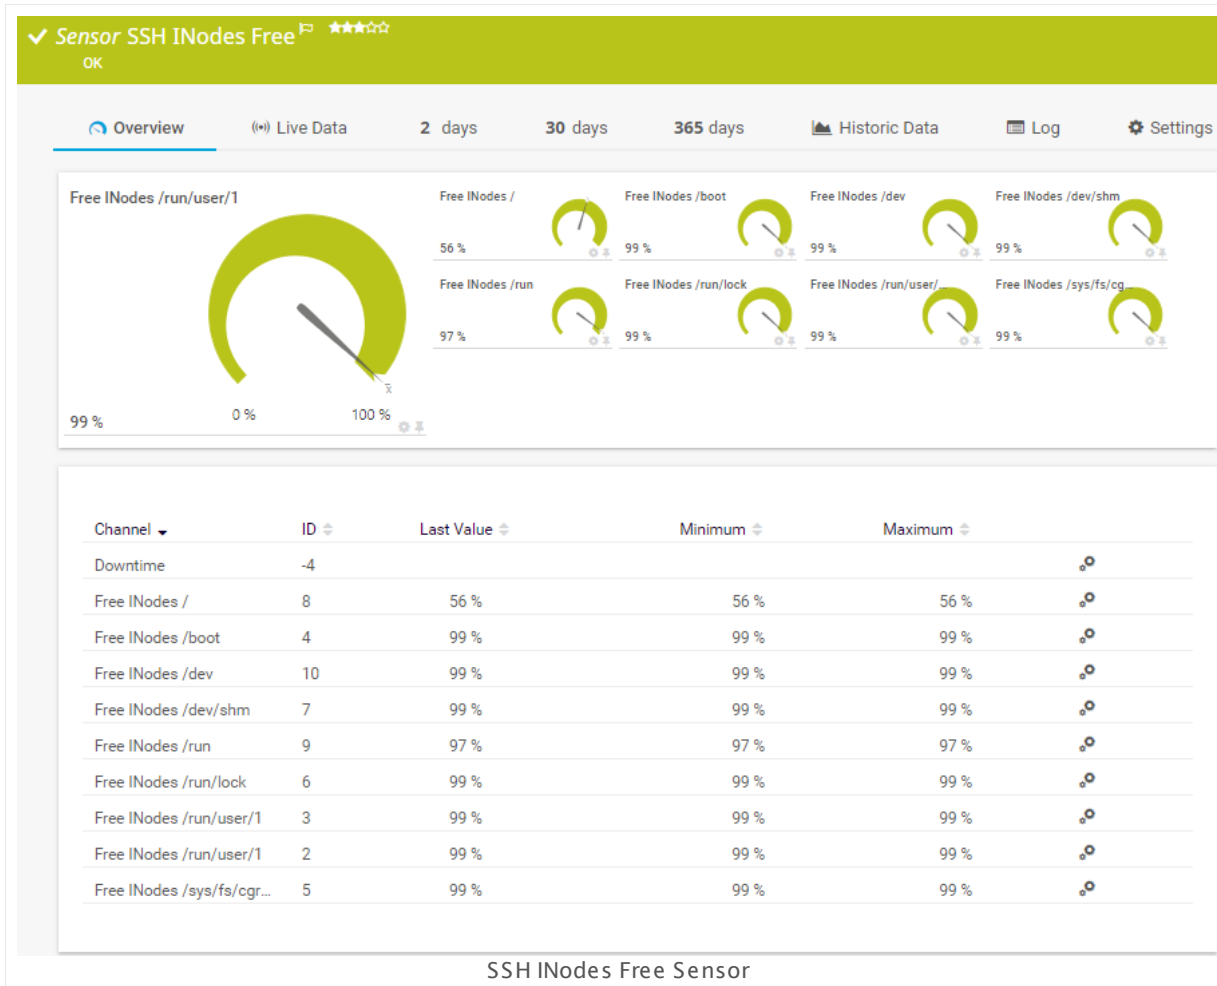 Sensor SSH INodes Free
OK
Overview Live Data 2 days 30 days 365 days Historic Data Log Settings
Free INodes /run/user/1
99 %
0 %
100 %
x̄
Free INodes /
56 %
Free INodes /boot
99 %
Free INodes /dev
99 %
Free INodes /dev/shm
99 %
Free INodes /run
97 %
Free INodes /run/lock
99 %
Free INodes /run/user/...
99 %
Free INodes /sys/fs/cg...
99 %
Channel ID Last Value Minimum Maximum
Downtime -4
Free INodes / 8 56 % 56 % 56 %
Free INodes /boot 4 99 % 99 % 99 %
Free INodes /dev 10 99 % 99 % 99 %
Free INodes /dev/shm 7 99 % 99 % 99 %
Free INodes /run 9 97 % 97 % 97 %
Free INodes /run/lock 6 99 % 99 % 99 %
Free INodes /run/user/1 3 99 % 99 % 99 %
Free INodes /run/user/1 2 99 % 99 % 99 %
Free INodes /sys/fs/cgr... 5 99 % 99 % 99 %
SSH INodes Free Sensor